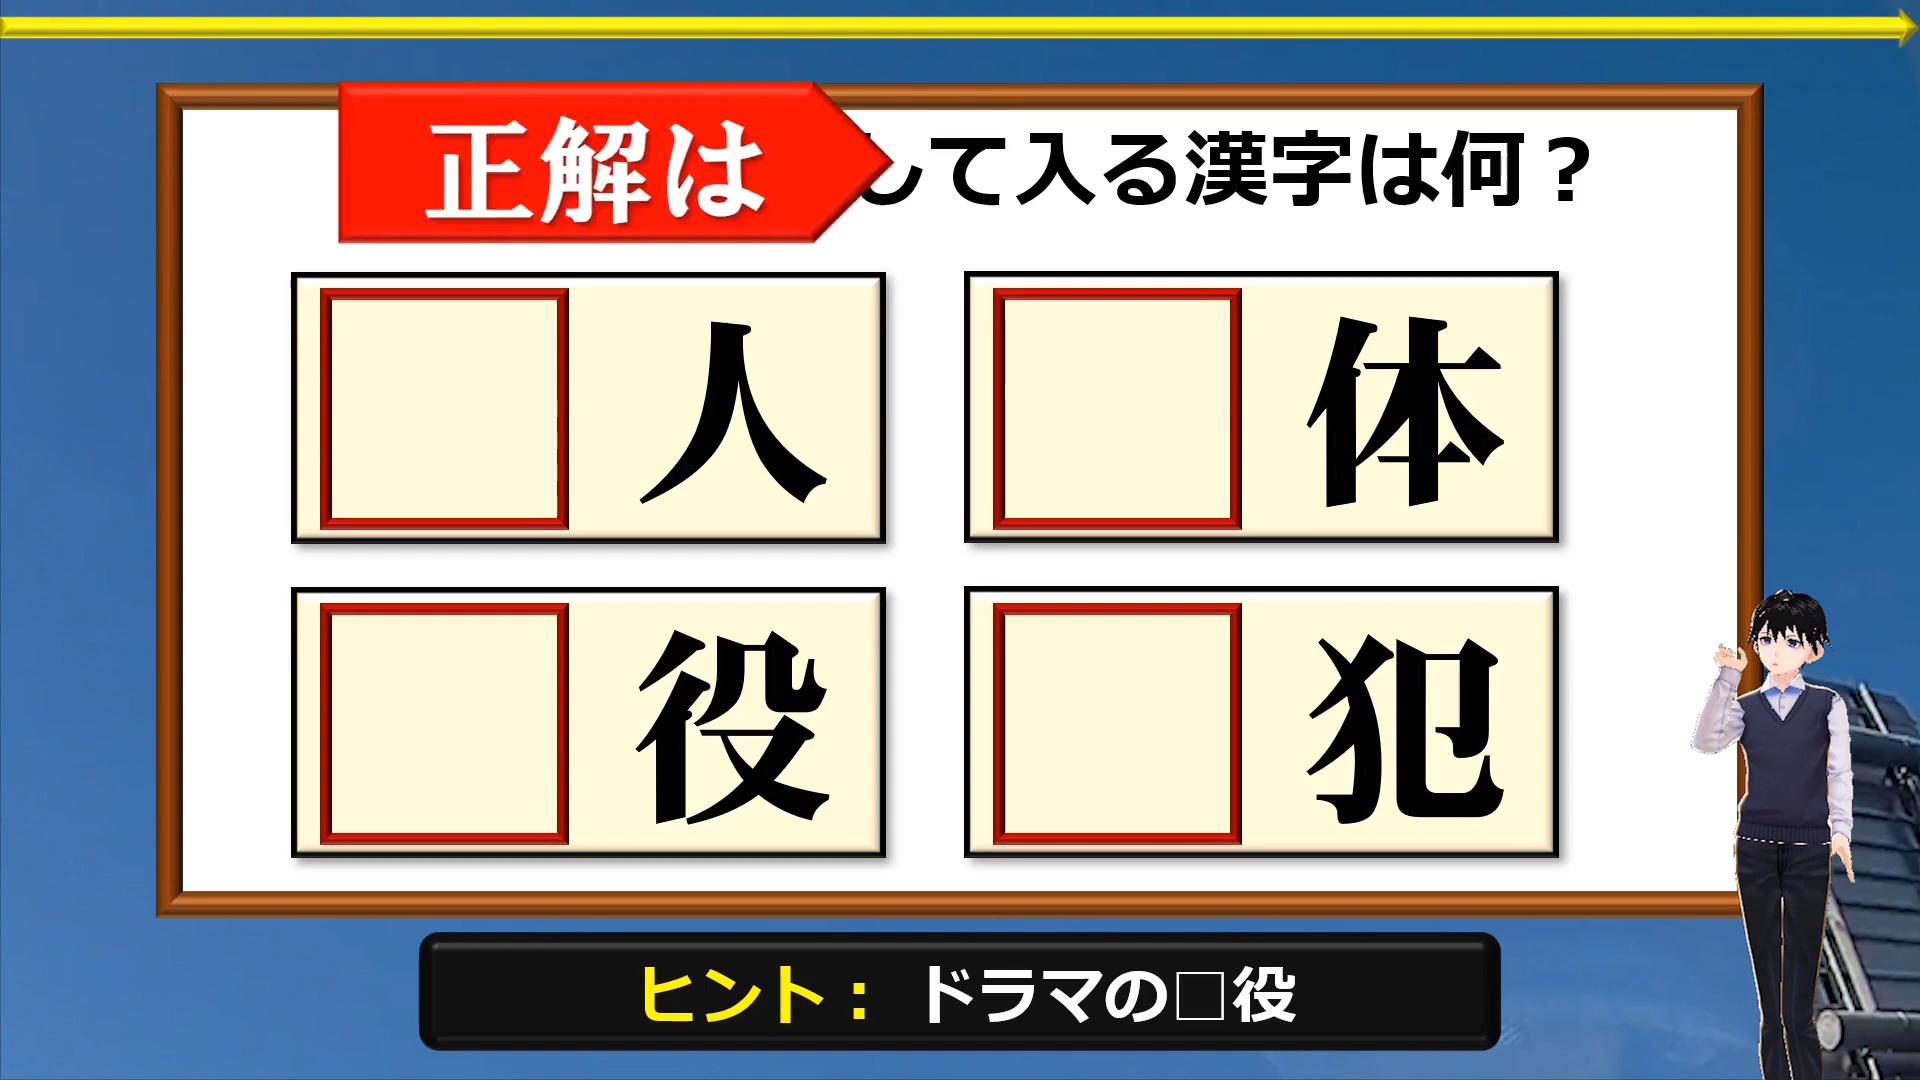 正解は
して入る漢字は何？
人
体
役
犯
ヒント： ドラマの□役